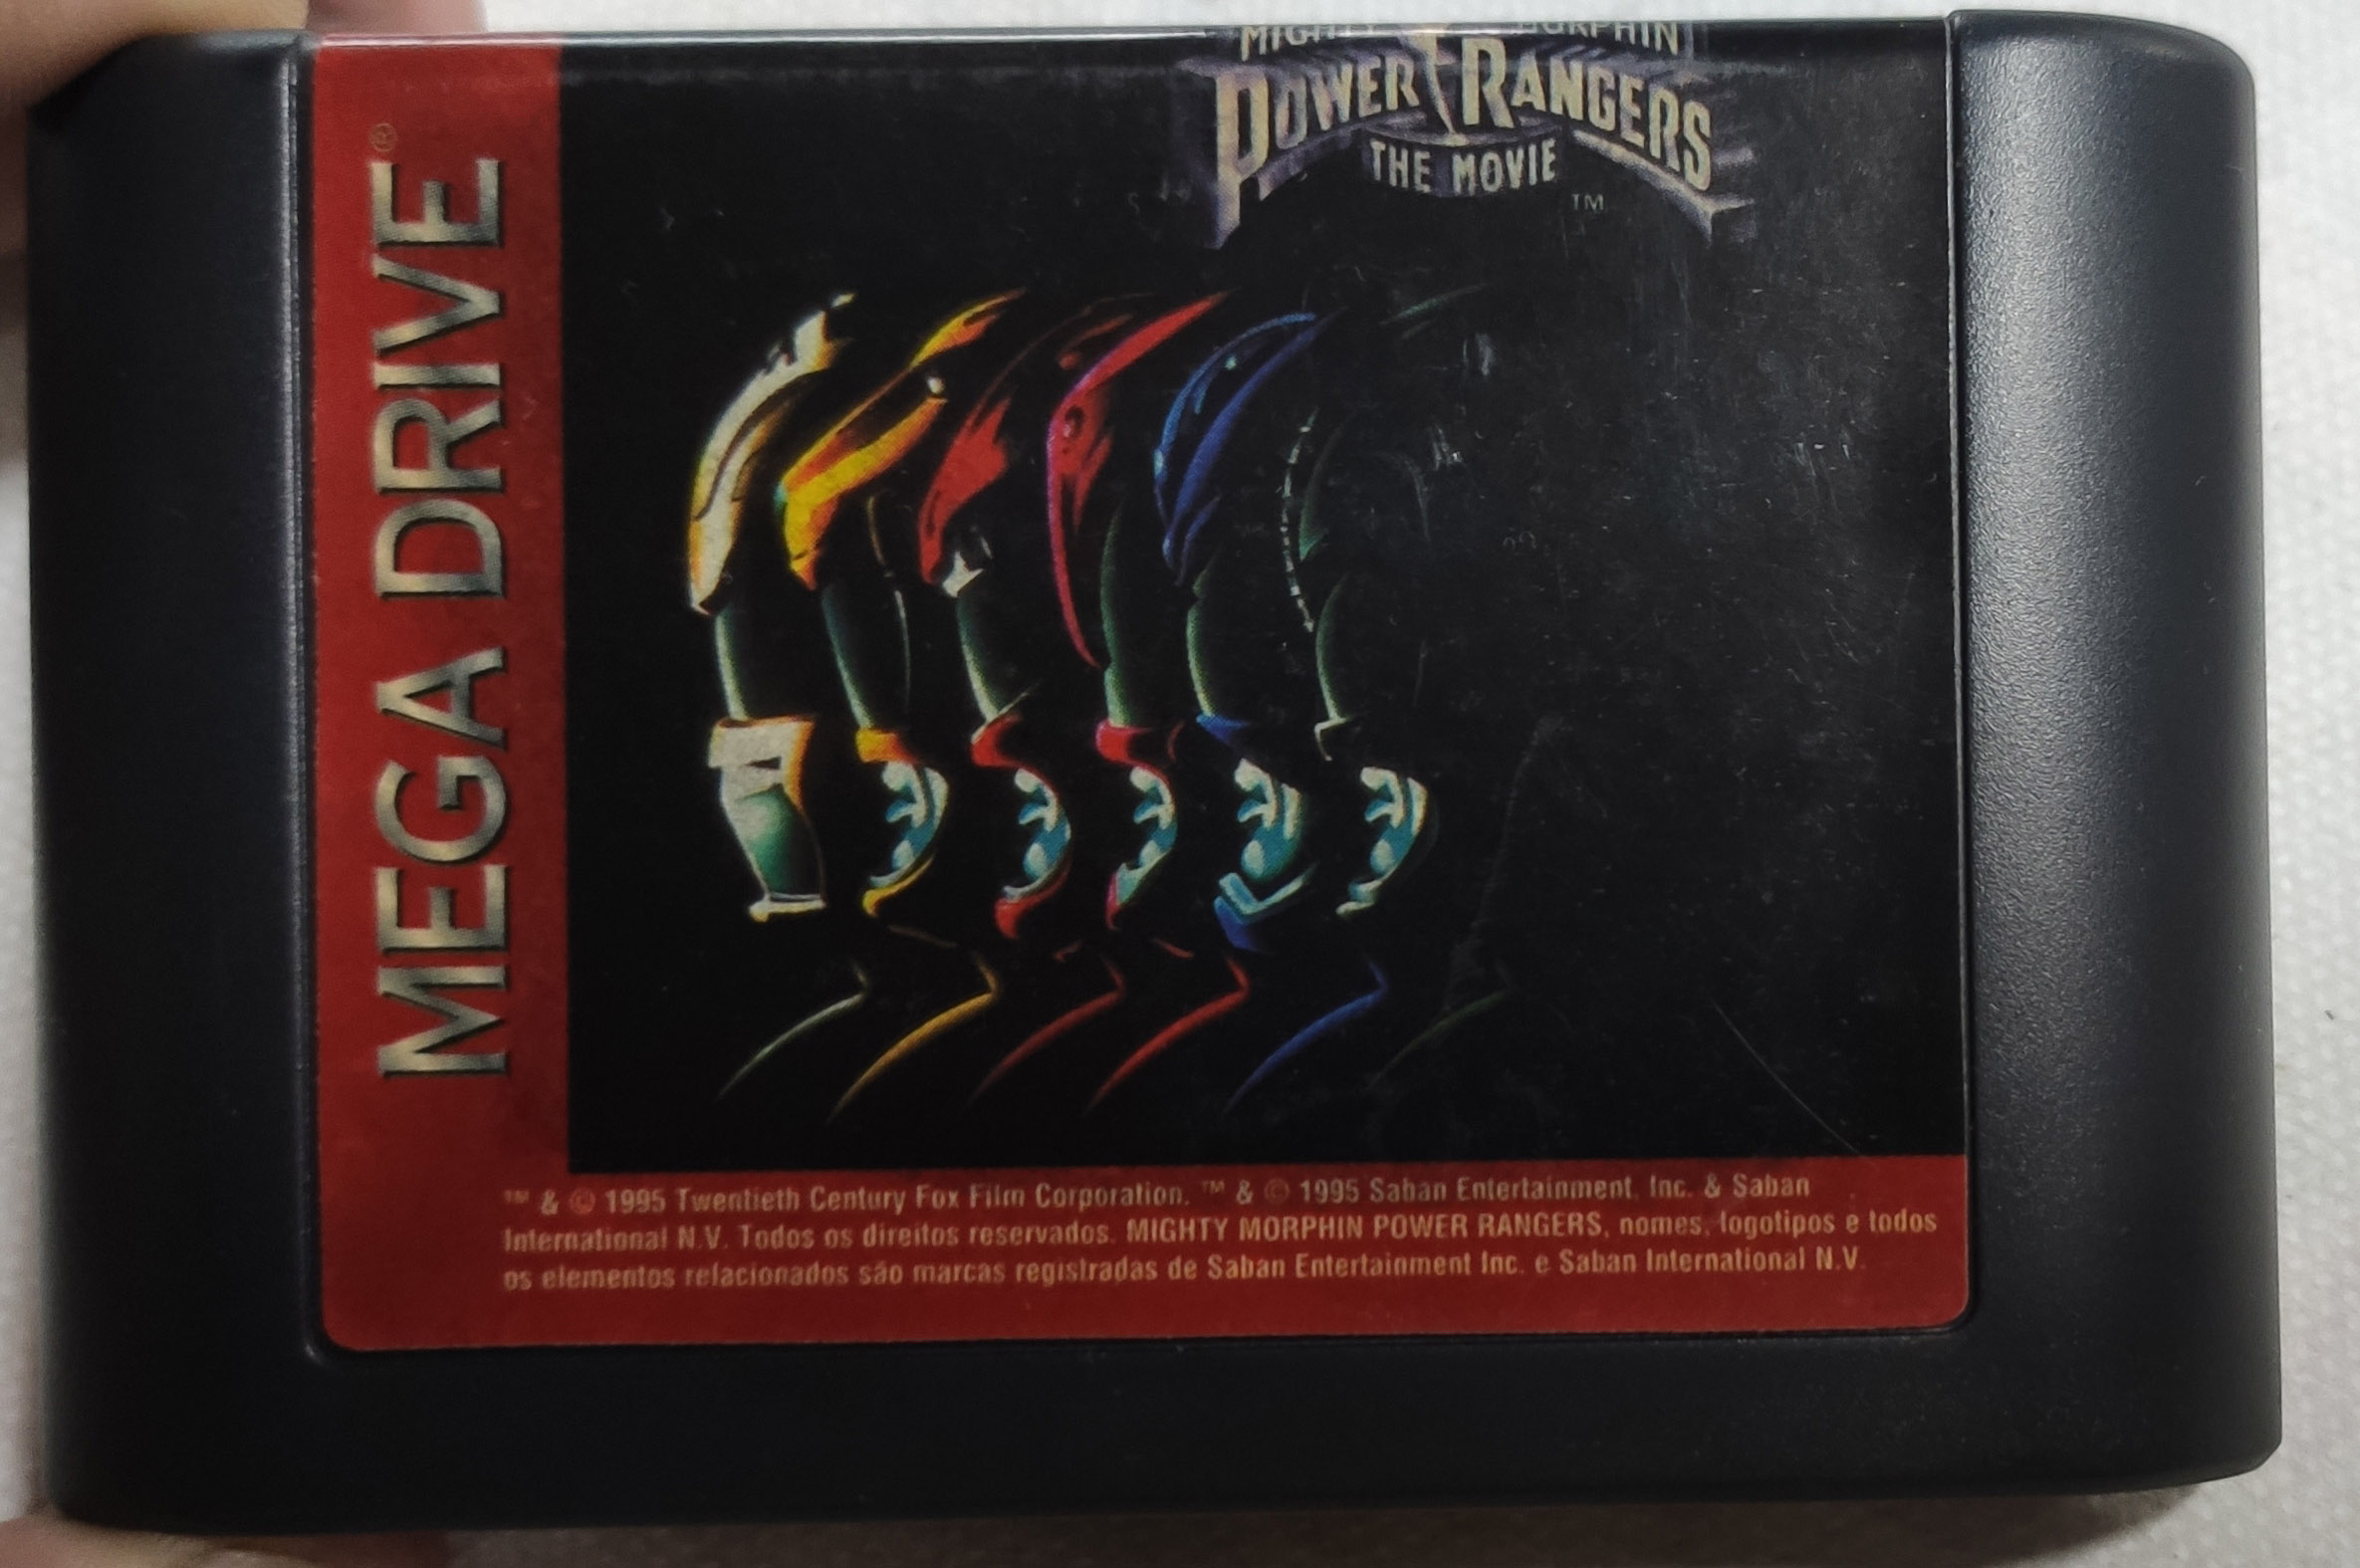 MEGA DRIVE®
MIGHTY MORPHIN
POWER RANGERS
THE MOVIE
TM
™ & © 1995 Twentieth Century Fox Film Corporation. ™ & © 1995 Saban Entertainment, Inc. & Saban
International N.V. Todos os direitos reservados. MIGHTY MORPHIN POWER RANGERS, nomes, logotipos e todos
os elementos relacionados são marcas registradas de Saban Entertainment Inc. e Saban International N.V.